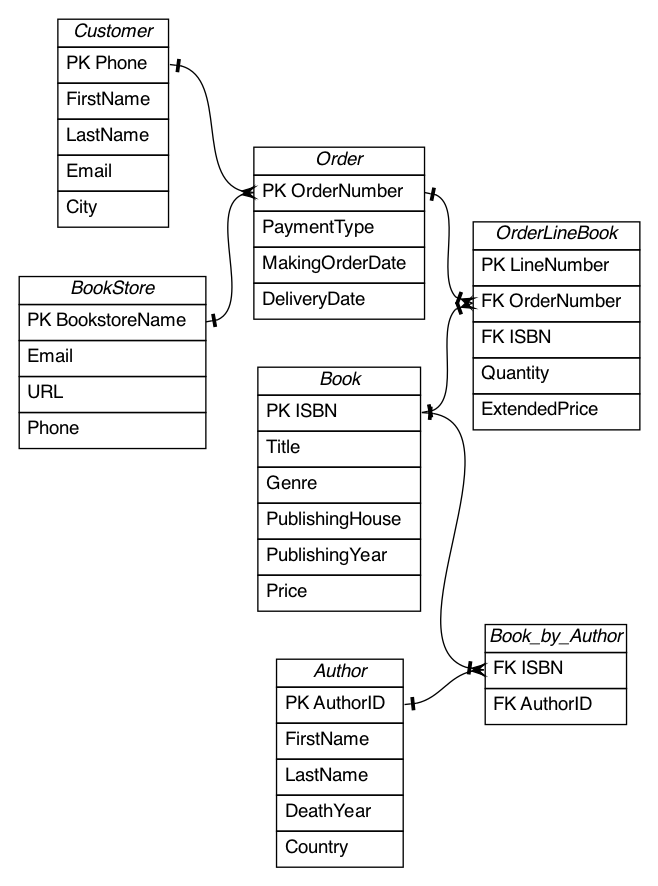 Customer
PK Phone
FirstName
LastName
Email
City
Order
PK OrderNumber
PaymentType
MakingOrderDate
DeliveryDate
OrderLineBook
PK LineNumber
FK OrderNumber
FK ISBN
Quantity
ExtendedPrice
BookStore
PK BookstoreName
Email
URL
Phone
Book
PK ISBN
Title
Genre
PublishingHouse
PublishingYear
Price
Book_by_Author
FK ISBN
FK AuthorID
Author
PK AuthorID
FirstName
LastName
DeathYear
Country